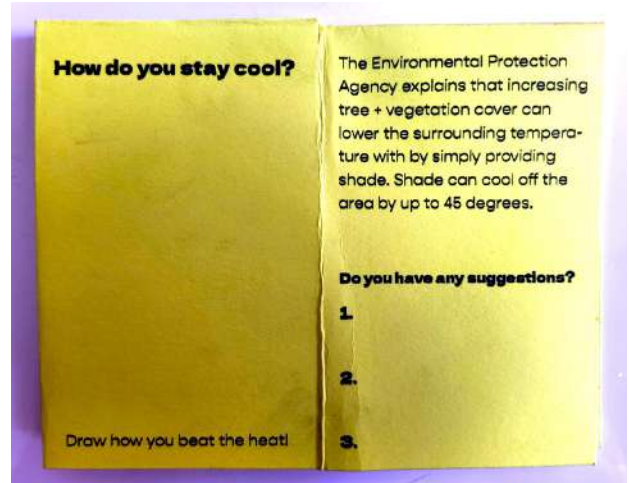 How do you stay cool?
Draw how you beat the heat!
The Environmental Protection
Agency explains that increasing
tree + vegetation cover can
lower the surrounding tempera-
ture with by simply providing
shade. Shade can cool off the
area by up to 45 degrees.
Do you have any suggestions?
1.
2.
3.